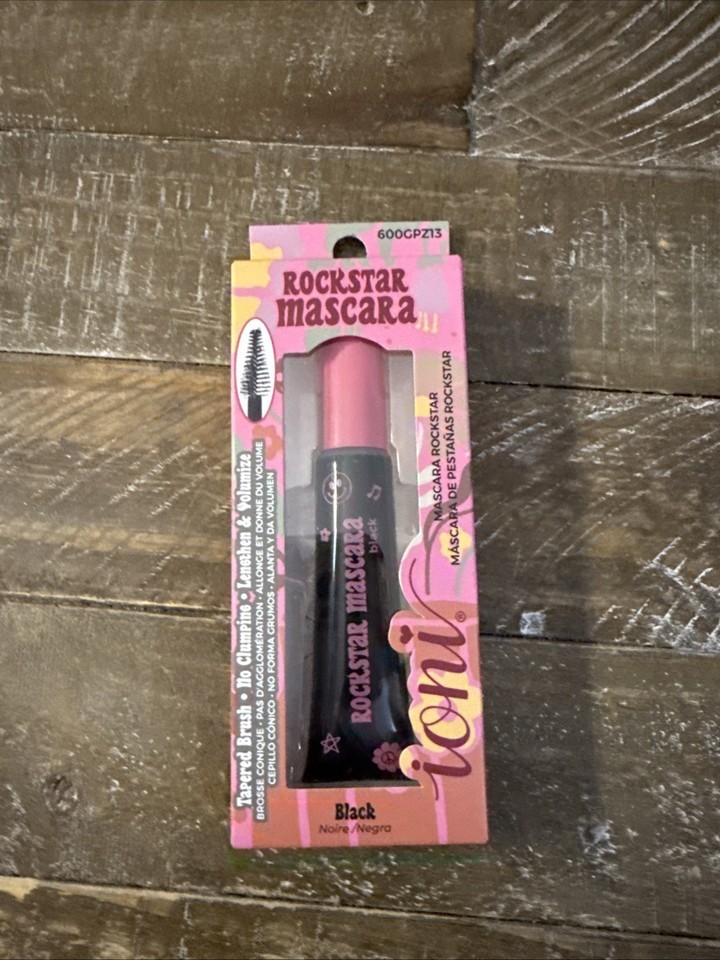 600GPZ13
ROCKSTAR
MASCARA
MASCARA ROCKSTAR
MÁSCARA DE PESTAÑAS ROCKSTAR
Tapered Brush • No Clumping • Lengthen & Volumize
BROSSE CONIQUE • PAS D'AGGLOMÉRATION • ALLONGE ET DONNE DU VOLUME
CEPILLO CÓNICO • NO FORMA GRUMOS • ALANTA Y DA VOLUMEN
ROCKSTAR MASCARA
black
ioni®
Black
Noire/Negra